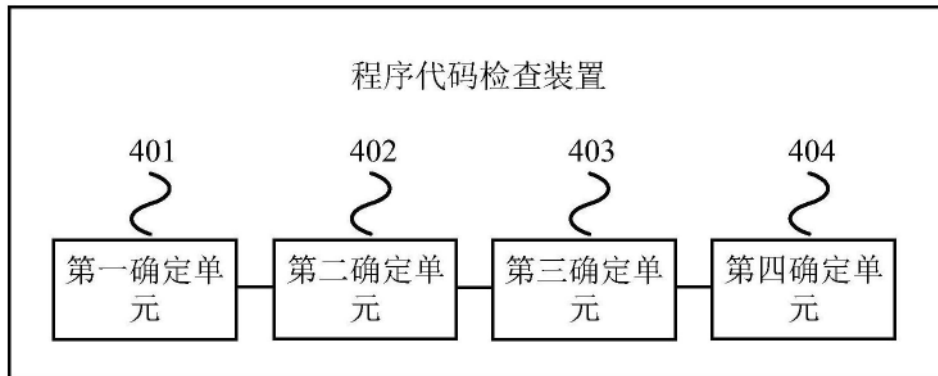 程序代码检查装置
401 402 403 404
第一确定单 第二确定单 第三确定单 第四确定单
元 元 元 元